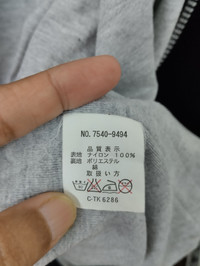 NO. 7540-9494
品質表示
表地 ナイロン 100%
裏地 ポリエステル
綿
取扱い方
C-TK6286